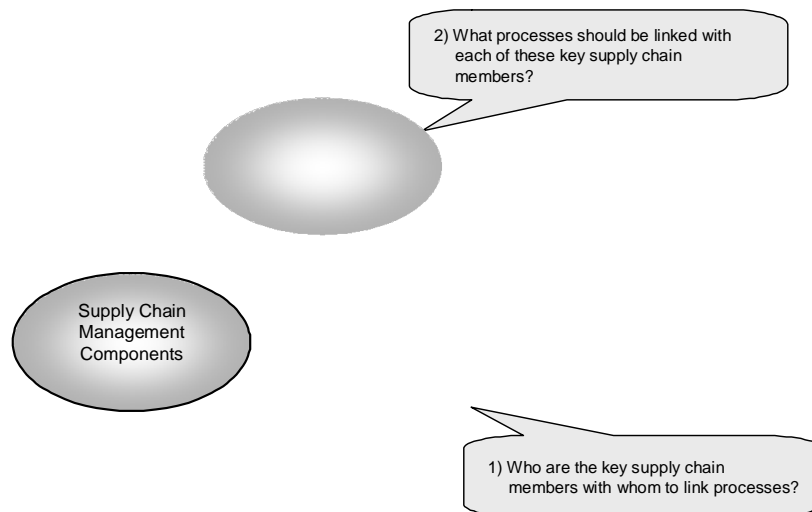 2) What processes should be linked with
each of these key supply chain
members?
Supply Chain
Management
Components
1) Who are the key supply chain
members with whom to link processes?